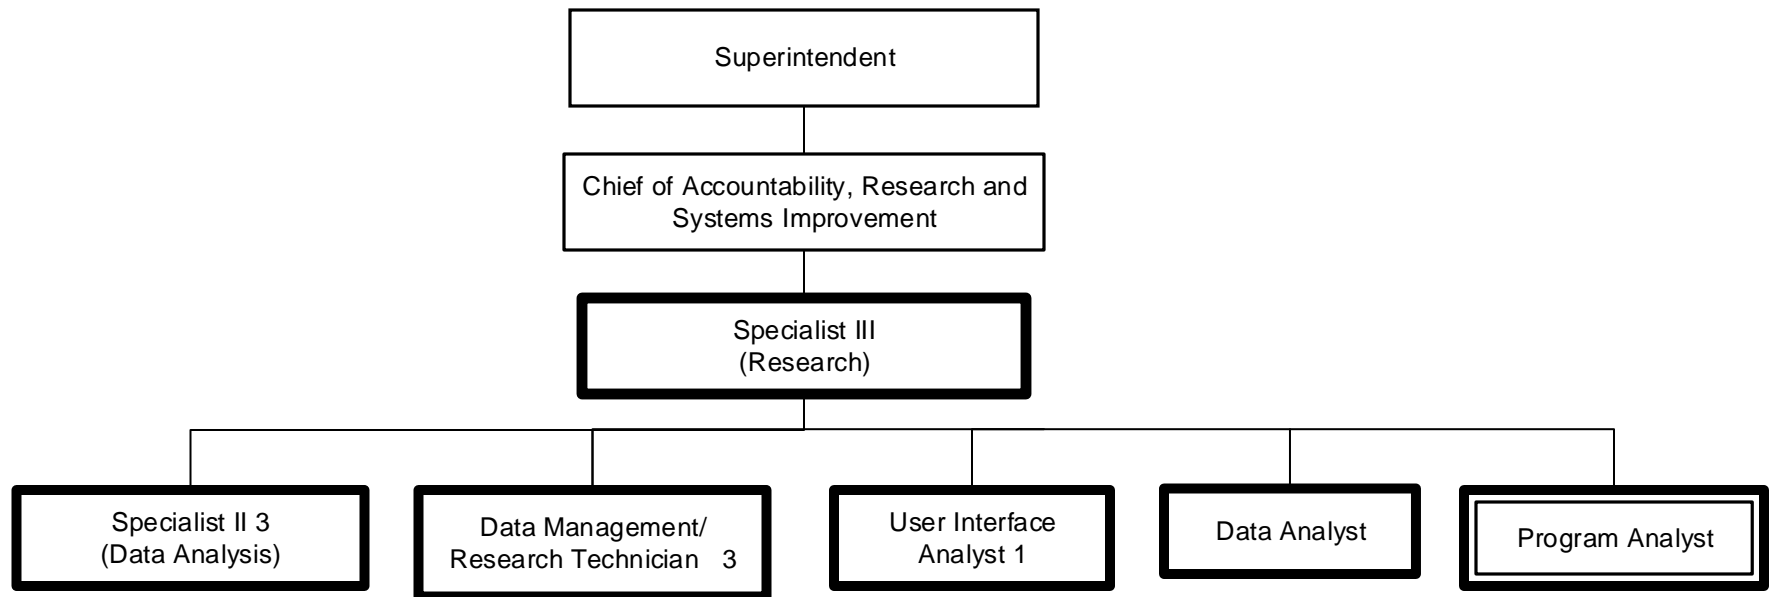 Superintendent
Chief of Accountability, Research and
Systems Improvement
Specialist III
(Research)
Specialist II 3
(Data Analysis)
Data Management/
Research Technician 3
User Interface
Analyst 1
Data Analyst
Program Analyst